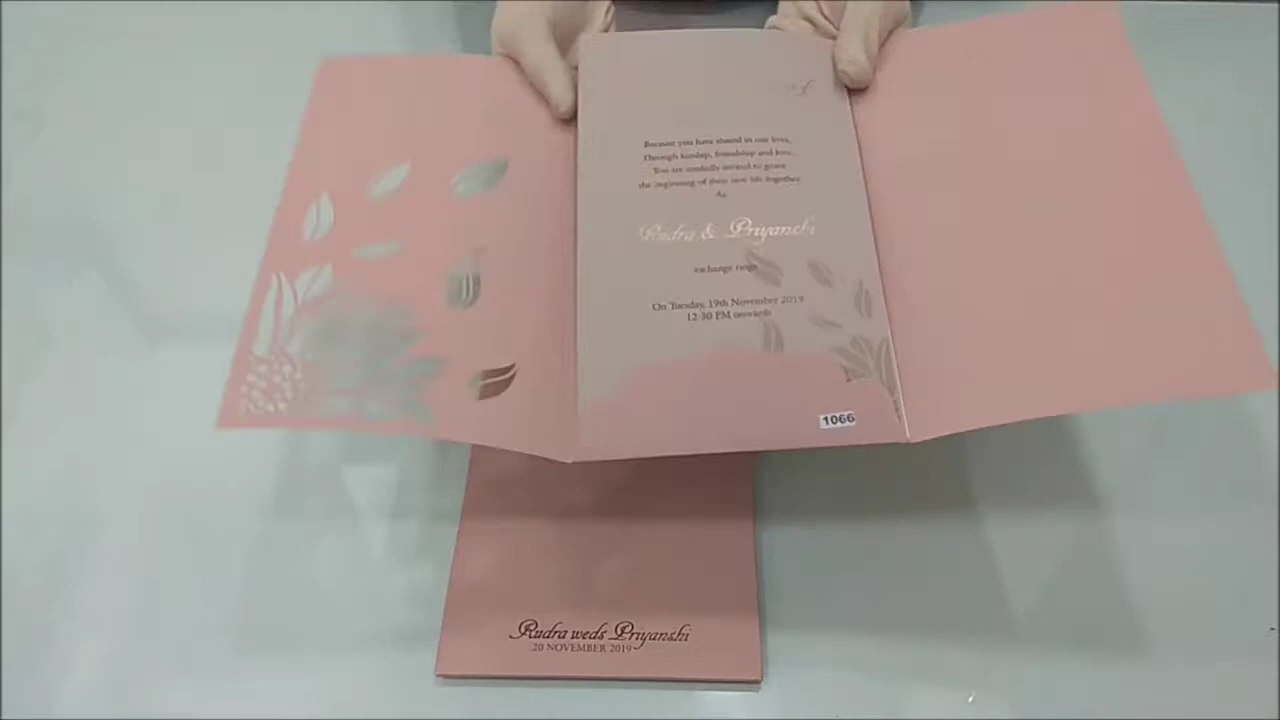 Because you have shared in our lives,
Through kinship, friendship and love,
You are cordially invited to grace
the beginning of their new life together
As
Rudra & Priyanshi
exchange rings
On Tuesday, 19th November 2019
12:30 PM onwards
1066
Rudra weds Priyanshi
20 NOVEMBER 2019